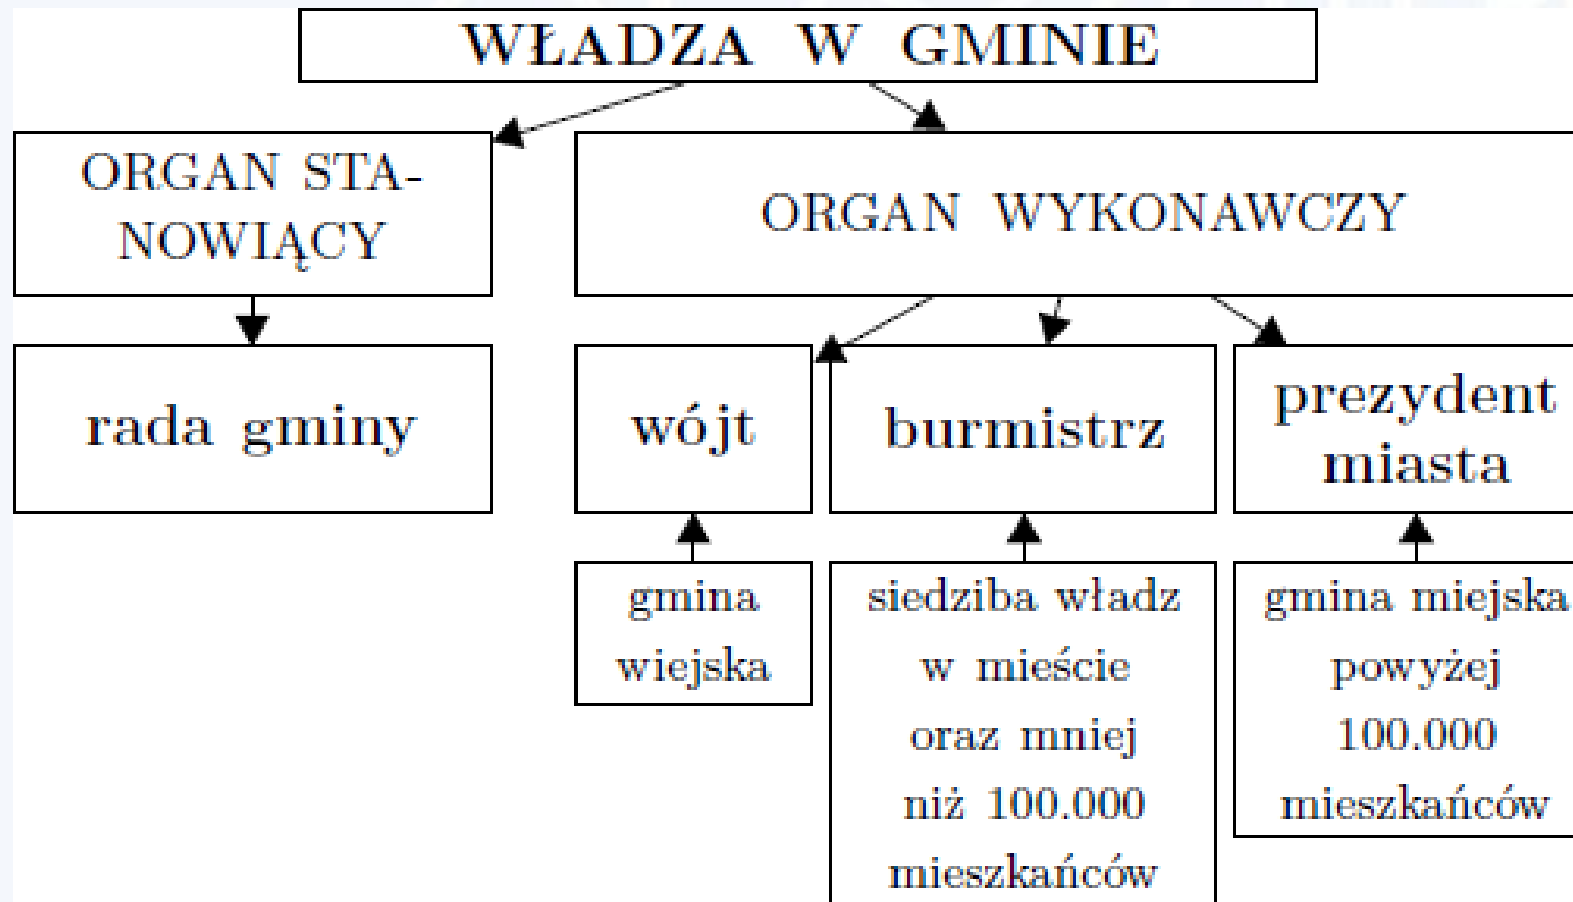 WŁADZA W GMINIE
ORGAN STA-
NOWIĄCY
ORGAN WYKONAWCZY
rada gminy
wójt
burmistrz
prezydent
miasta
gmina
wiejska
siedziba władz
w mieście
oraz mniej
niż 100.000
mieszkańców
gmina miejska
powyżej
100.000
mieszkańców